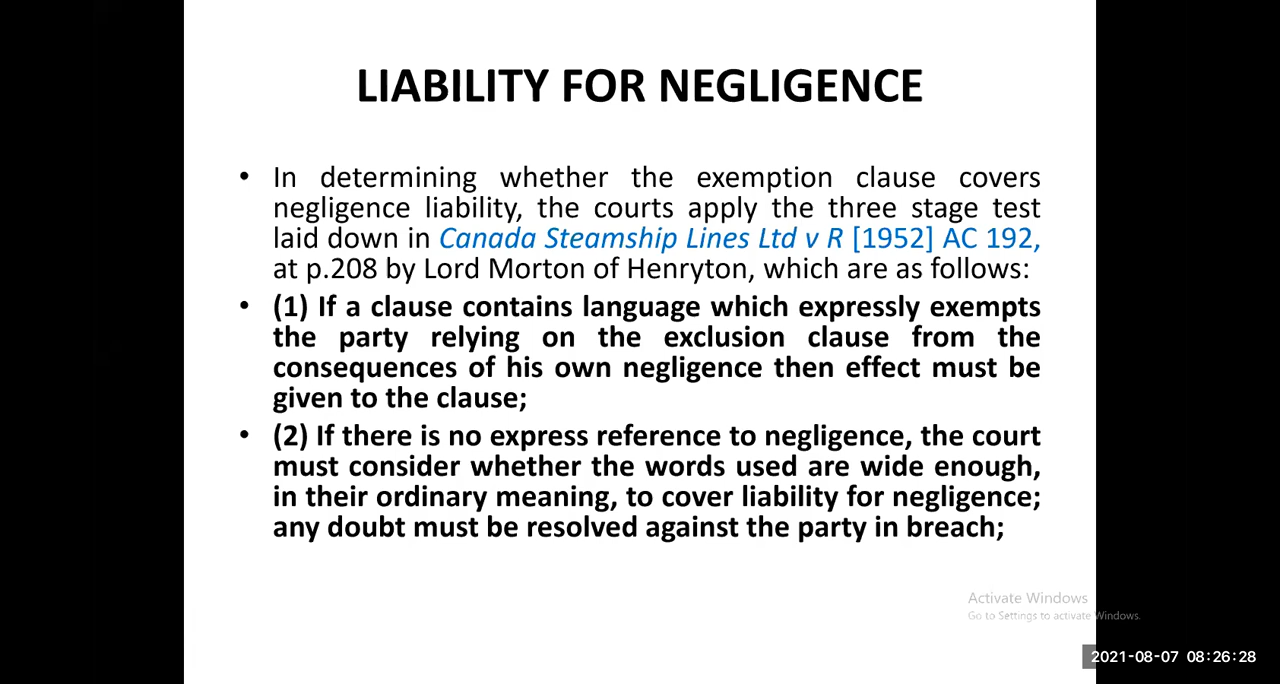 LIABILITY FOR NEGLIGENCE
• In determining whether the exemption clause covers
negligence liability, the courts apply the three stage test
laid down in Canada Steamship Lines Ltd v R [1952] AC 192,
at p.208 by Lord Morton of Henryton, which are as follows:
• (1) If a clause contains language which expressly exempts
the party relying on the exclusion clause from the
consequences of his own negligence then effect must be
given to the clause;
• (2) If there is no express reference to negligence, the court
must consider whether the words used are wide enough,
in their ordinary meaning, to cover liability for negligence;
any doubt must be resolved against the party in breach;
Activate Windows
Go to Settings to activate Windows.
2021-08-07 08:26:28